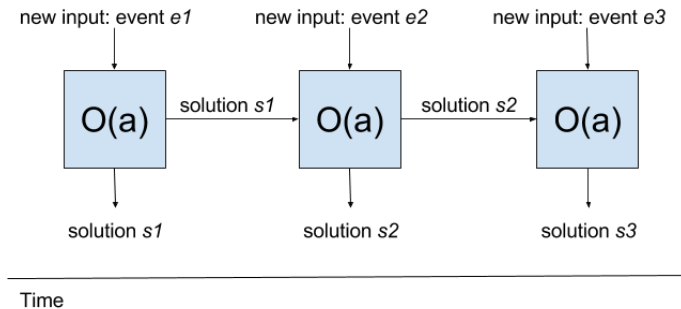 new input: event e1
new input: event e2
new input: event e3
O(a)
solution s1
O(a)
solution s2
O(a)
solution s1
solution s2
solution s3
Time